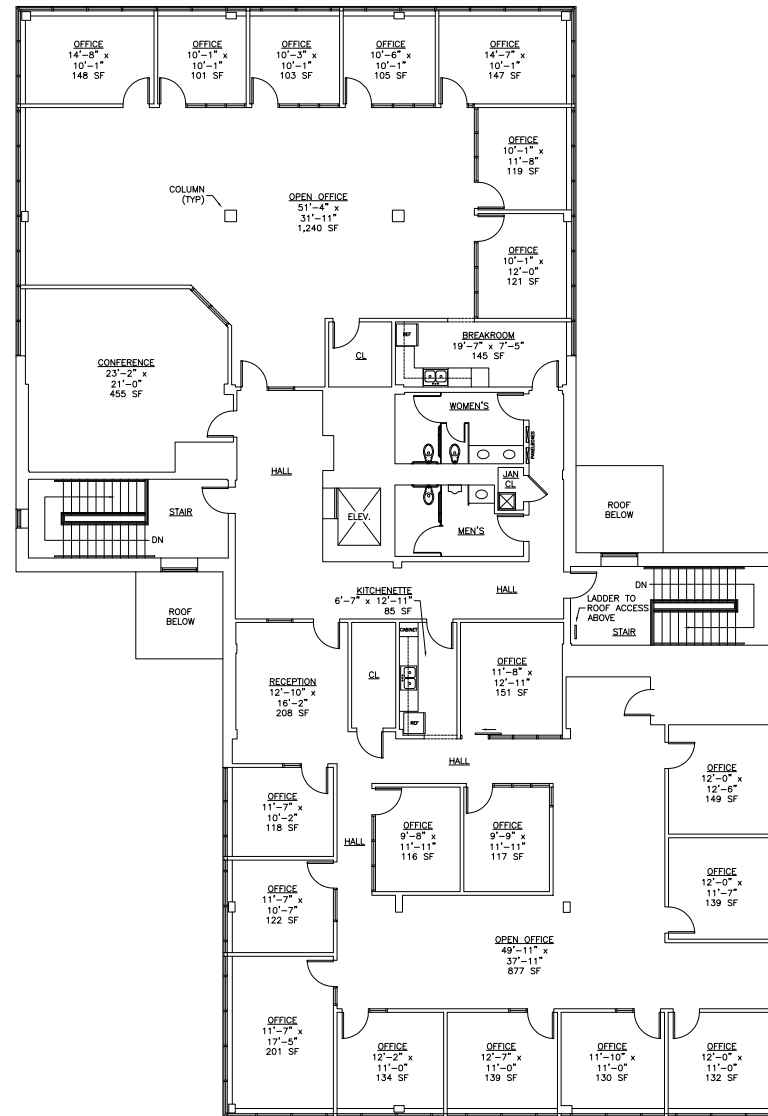 OFFICE
14'-8" x
10'-1"
148 SF
OFFICE
10'-1" x
10'-1"
101 SF
OFFICE
10'-3" x
10'-1"
103 SF
OFFICE
10'-6" x
10'-1"
105 SF
OFFICE
14'-7" x
10'-1"
147 SF
OFFICE
10'-1" x
11'-8"
119 SF
COLUMN
(TYP)
OPEN OFFICE
51'-4" x
31'-11"
1,240 SF
OFFICE
10'-1" x
12'-0"
121 SF
CONFERENCE
23'-2" x
21'-0"
455 SF
CL
REF
BREAKROOM
19'-7" x 7'-5"
145 SF
WOMEN'S
PANELBOXES
HALL
JAN
CL
STAIR
DN
ELEV.
MEN'S
ROOF
BELOW
HALL
DN
LADDER TO
ROOF ACCESS
ABOVE
STAIR
ROOF
BELOW
KITCHENETTE
6'-7" x 12'-11"
85 SF
CABINET
RECEPTION
12'-10" x
16'-2"
208 SF
CL
REF
OFFICE
11'-8" x
12'-11"
151 SF
HALL
OFFICE
12'-0" x
12'-6"
149 SF
OFFICE
11'-7" x
10'-2"
118 SF
HALL
OFFICE
9'-8" x
11'-11"
116 SF
OFFICE
9'-9" x
11'-11"
117 SF
OFFICE
12'-0" x
11'-7"
139 SF
OFFICE
11'-7" x
10'-7"
122 SF
OPEN OFFICE
49'-11" x
37'-11"
877 SF
OFFICE
11'-7" x
17'-5"
201 SF
OFFICE
12'-2" x
11'-0"
134 SF
OFFICE
12'-7" x
11'-0"
139 SF
OFFICE
11'-10" x
11'-0"
130 SF
OFFICE
12'-0" x
11'-0"
132 SF